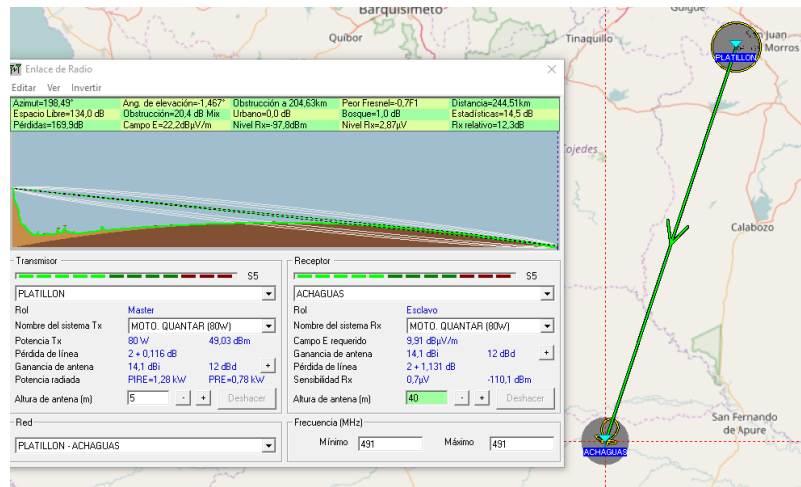 Barquisimeto
Quíbor
Tinaquillo
Güigüe
San Juan
Morros
PLATILLON
Enlace de Radio
Editar Ver Invertir
Azimut=198,49° Ang. de elevación=-1,467° Obstrucción a 204,63km Peor Fresnel=-0,7F1 Distancia=244,51km
Espacio Libre=134,0 dB Obstrucción=20,4 dB Mix Urbano=0,0 dB Bosque=1,0 dB Estadísticas=14,5 dB
Pérdidas=169,9dB Campo E=22,2dBµV/m Nivel Rx=-97,8dBm Nivel Rx=2,87µV Rx relativo=12,3dB
Cojedes
Calabozo
San Fernando
de Apure
ACHAGUAS
Transmisor
S5
PLATILLON
Rol Master
Nombre del sistema Tx MOTO. QUANTAR (80W)
Potencia Tx 80 W 49,03 dBm
Pérdida de línea 2 + 0,116 dB
Ganancia de antena 14,1 dBi 12 dBd +
Potencia radiada PIRE=1,28 kW PRE=0,78 kW
Altura de antena (m) 5 - + Deshacer
Receptor
S5
ACHAGUAS
Rol Esclavo
Nombre del sistema Rx MOTO. QUANTAR (80W)
Campo E requerido 9,91 dBµV/m
Ganancia de antena 14,1 dBi 12 dBd +
Pérdida de línea 2 + 1,131 dB
Sensibilidad Rx 0,7µV -110,1 dBm
Altura de antena (m) 40 - + Deshacer
Red
PLATILLON - ACHAGUAS
Frecuencia (MHz)
Mínimo 491 Máximo 491